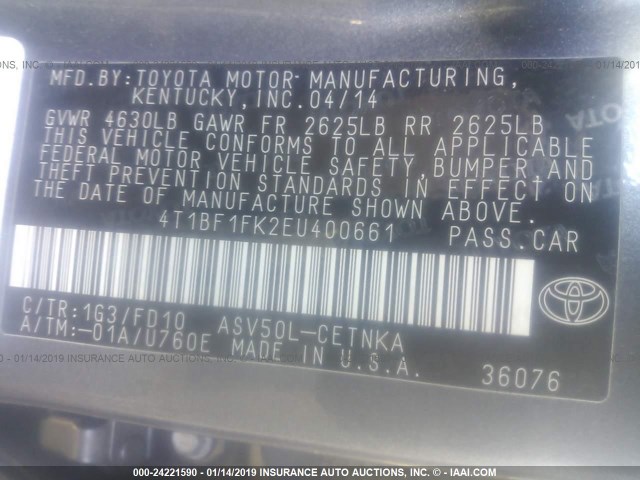 MFD.BY:TOYOTA MOTOR MANUFACTURING,
KENTUCKY, INC. 04/14
GVWR 4630LB GAWR FR 2625LB RR 2625LB
THIS VEHICLE CONFORMS TO ALL APPLICABLE
FEDERAL MOTOR VEHICLE SAFETY, BUMPER, AND
THEFT PREVENTION STANDARDS IN EFFECT ON
THE DATE OF MANUFACTURE SHOWN ABOVE.
4T1BF1FK2EU400661 PASS.CAR
C/TR:1G3/FD10 ASV50L-CETNKA
A/TM:-01A/U760E MADE IN U.S.A. 36076
000-24221590 - 01/14/2019 INSURANCE AUTO AUCTIONS, INC. - IAAI.COM